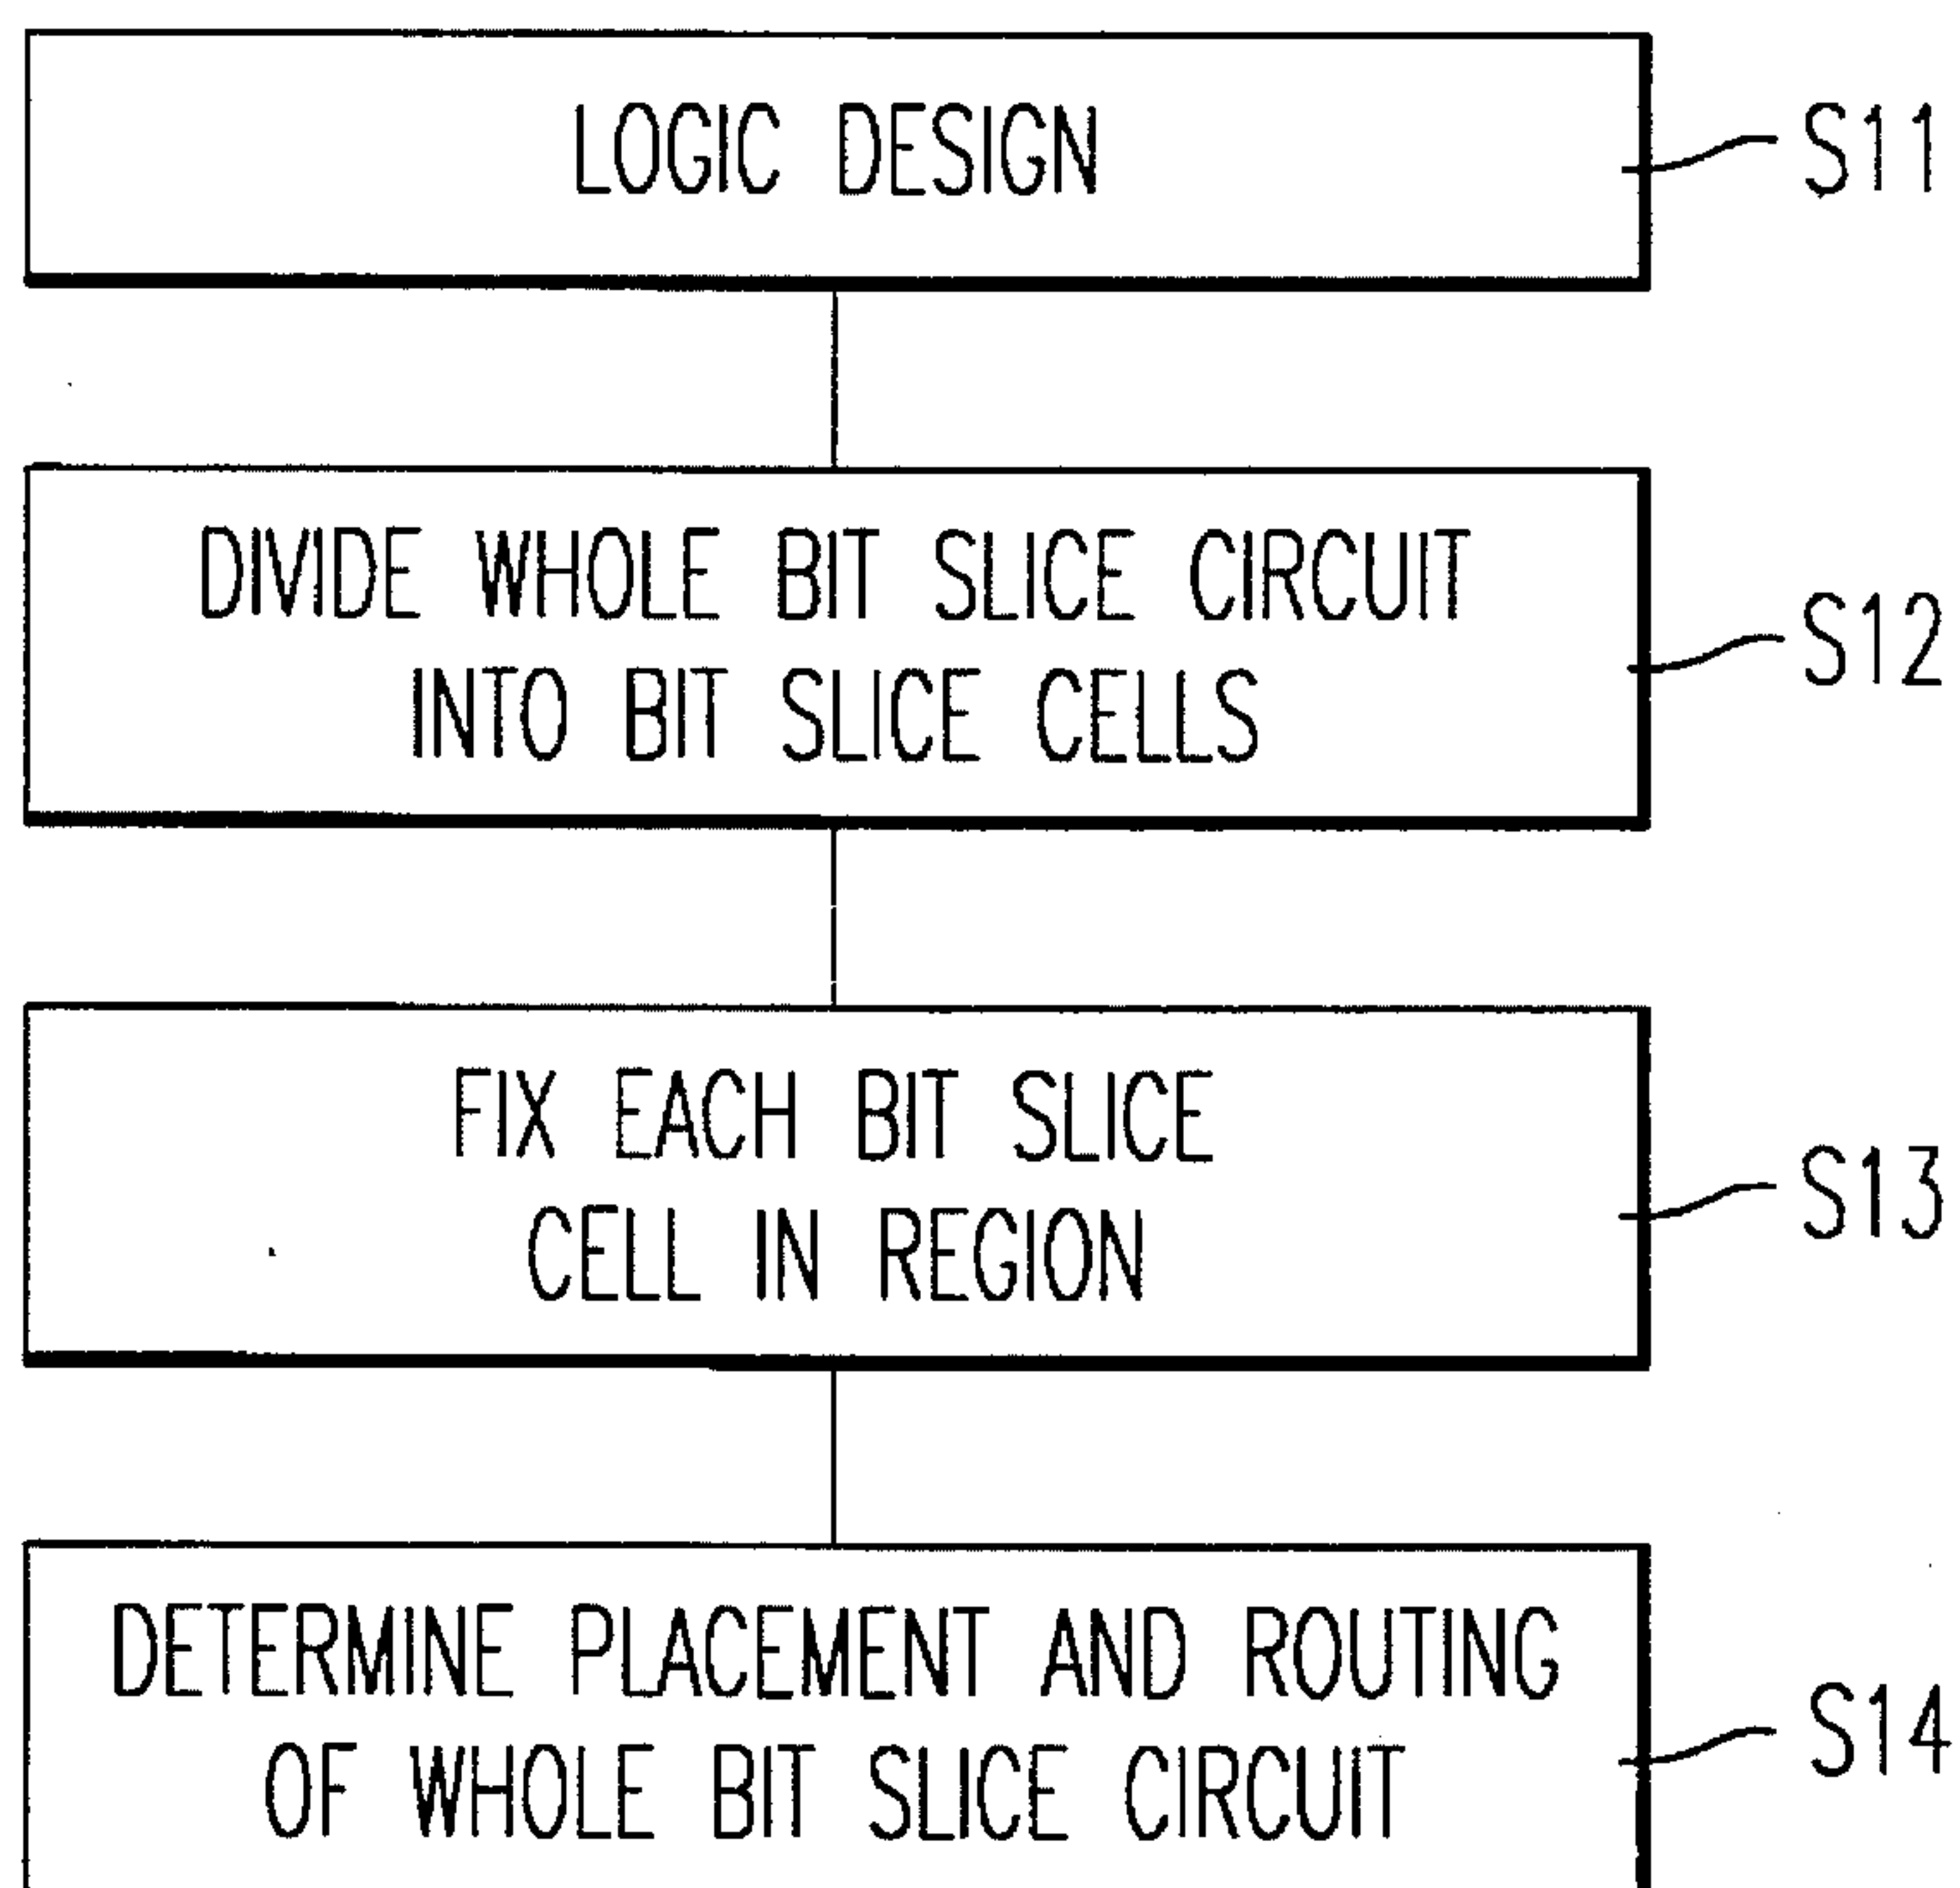 LOGIC DESIGN
S11
DIVIDE WHOLE BIT SLICE CIRCUIT
INTO BIT SLICE CELLS
S12
FIX EACH BIT SLICE
CELL IN REGION
S13
DETERMINE PLACEMENT AND ROUTING
OF WHOLE BIT SLICE CIRCUIT
S14